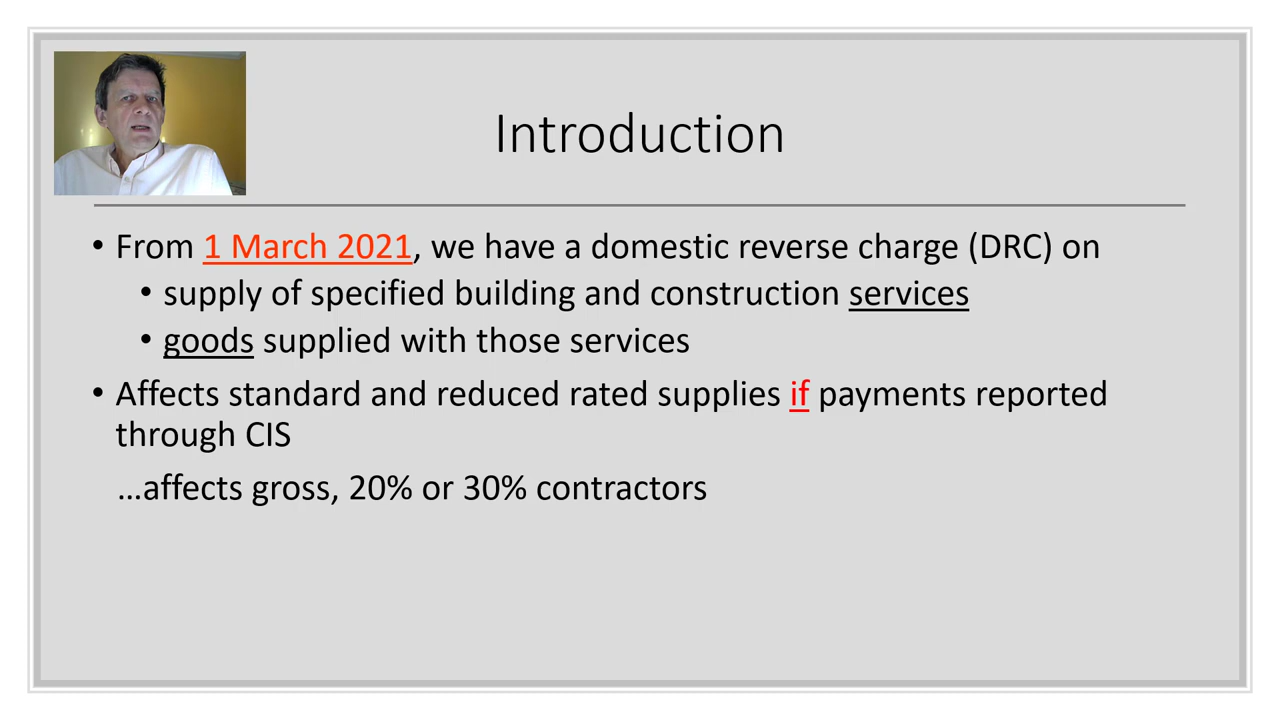 Introduction
• From 1 March 2021, we have a domestic reverse charge (DRC) on
• supply of specified building and construction services
• goods supplied with those services
• Affects standard and reduced rated supplies if payments reported
through CIS
…affects gross, 20% or 30% contractors